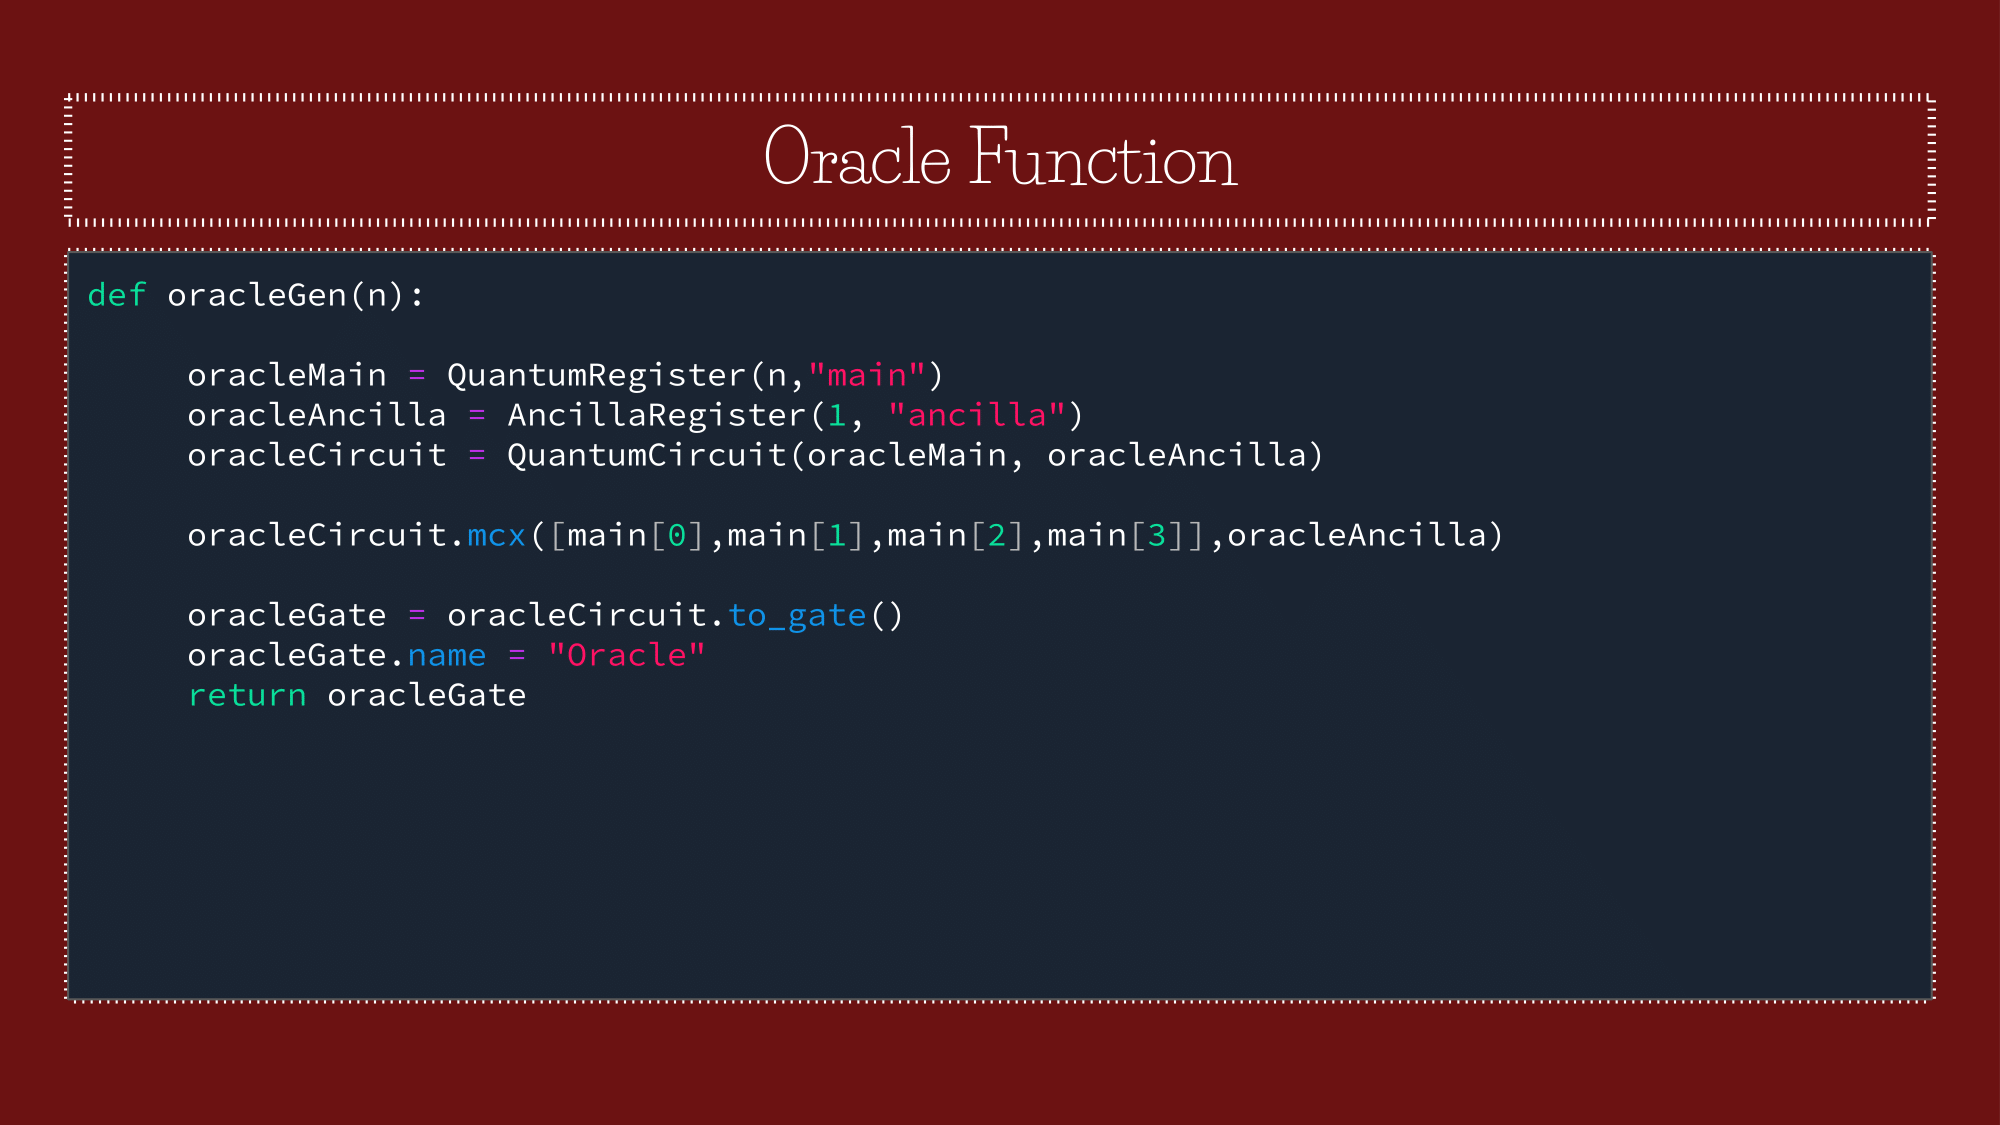 Oracle Function
def oracleGen(n):
oracleMain = QuantumRegister(n,"main")
oracleAncilla = AncillaRegister(1, "ancilla")
oracleCircuit = QuantumCircuit(oracleMain, oracleAncilla)
oracleCircuit.mcx([main[0],main[1],main[2],main[3]],oracleAncilla)
oracleGate = oracleCircuit.to_gate()
oracleGate.name = "Oracle"
return oracleGate